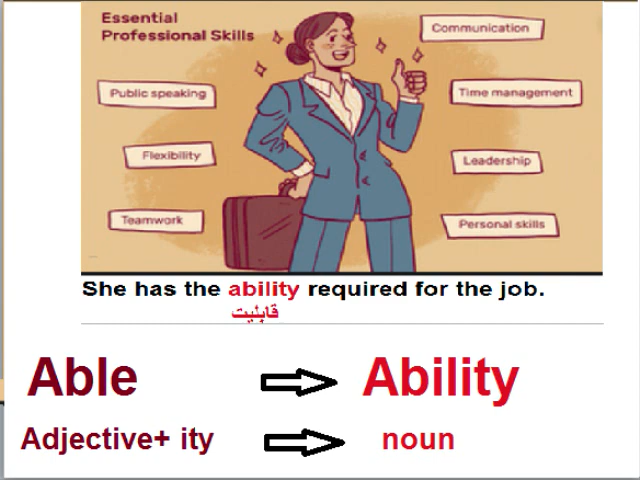 Essential
Professional Skills
Communication
Public speaking
Time management
Flexibility
Leadership
Teamwork
Personal skills
She has the ability required for the job.
قابلیت
Able Ability
Adjective+ ity noun